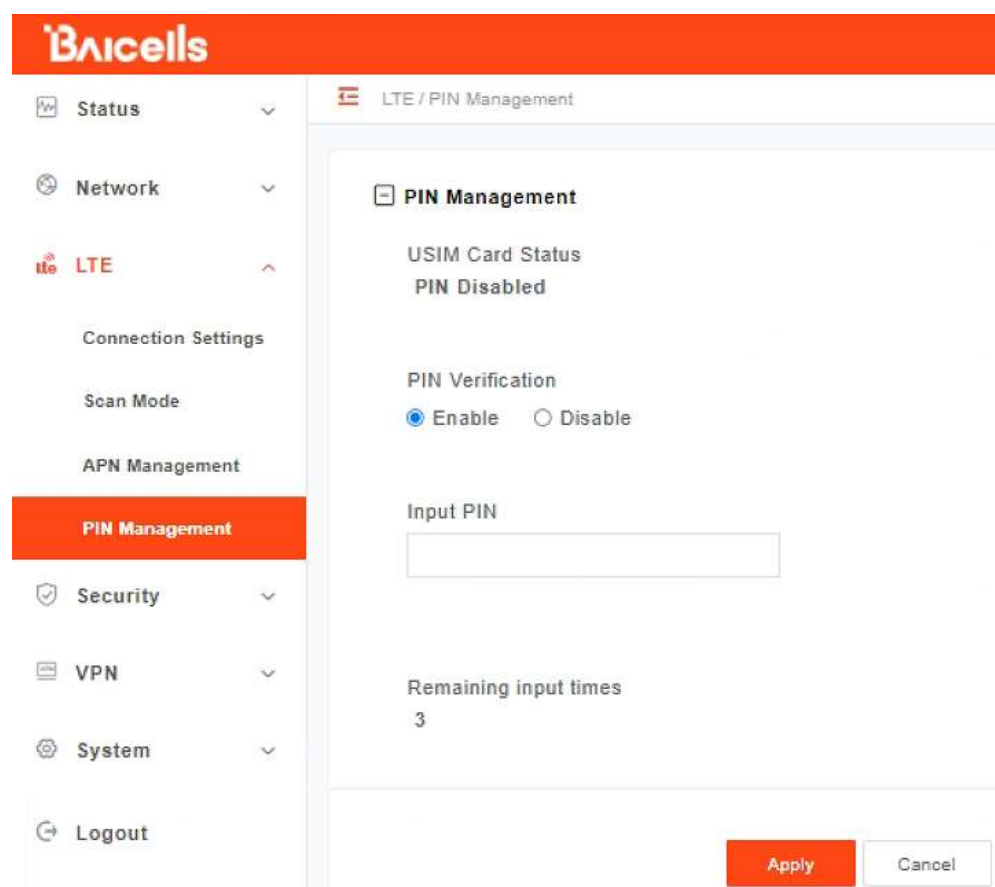 Baicells
Status
Network
LTE
Connection Settings
Scan Mode
APN Management
PIN Management
Security
VPN
System
Logout
LTE / PIN Management
PIN Management
USIM Card Status
PIN Disabled
PIN Verification
Enable Disable
Input PIN
Remaining input times
3
Apply Cancel